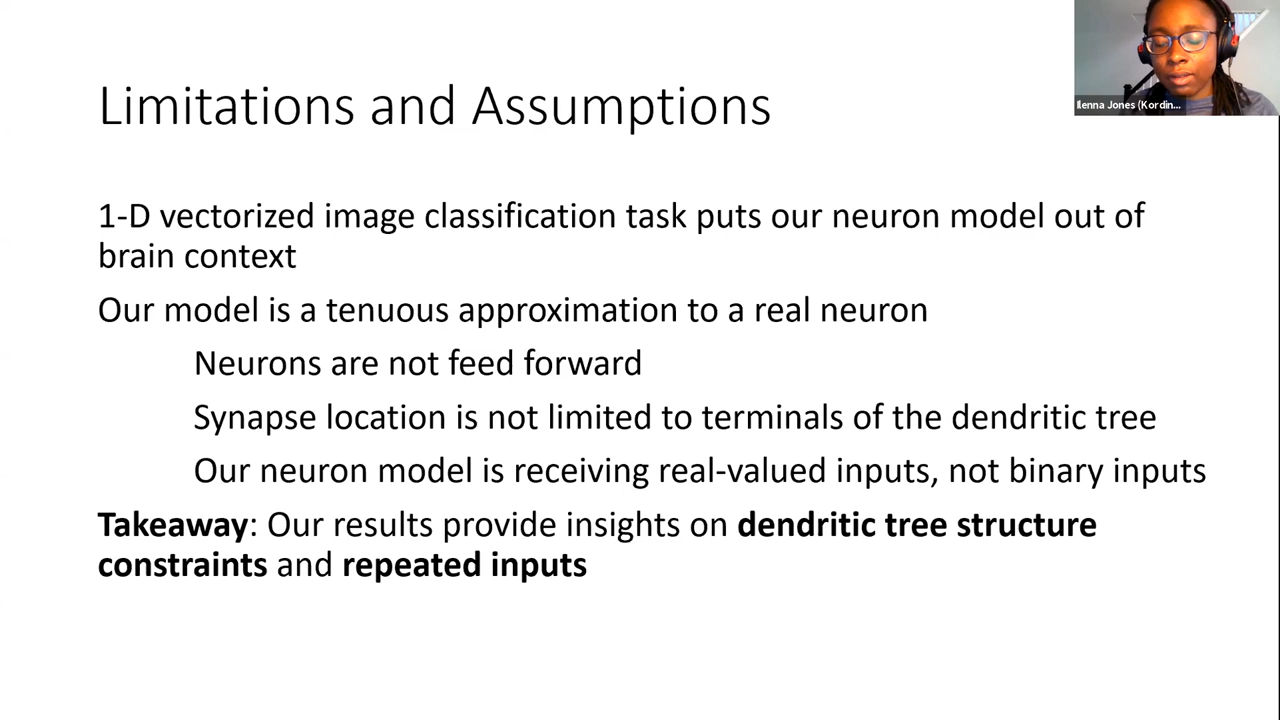 Limitations and Assumptions
Ilenna Jones (Kordin...
1-D vectorized image classification task puts our neuron model out of
brain context
Our model is a tenuous approximation to a real neuron
Neurons are not feed forward
Synapse location is not limited to terminals of the dendritic tree
Our neuron model is receiving real-valued inputs, not binary inputs
Takeaway: Our results provide insights on dendritic tree structure
constraints and repeated inputs